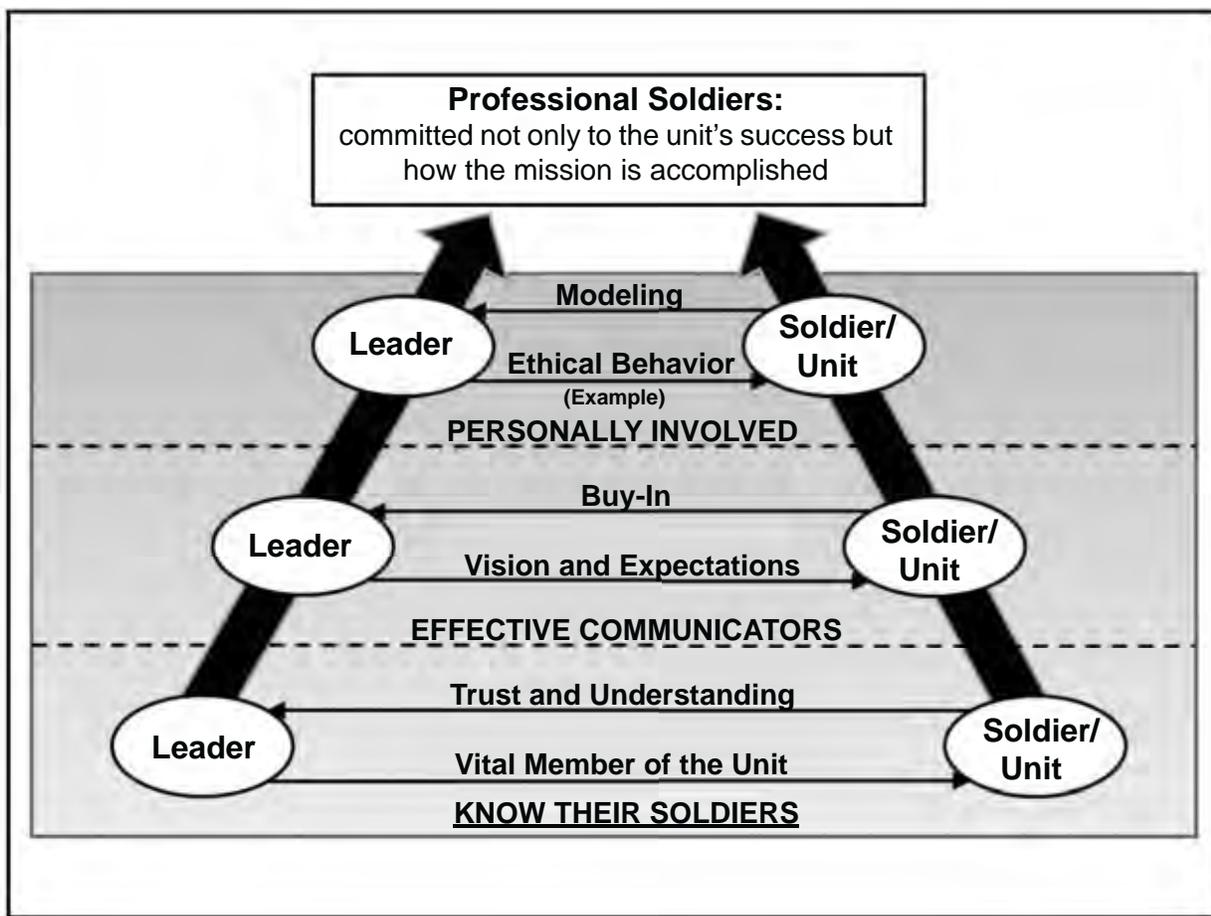 Professional Soldiers:
committed not only to the unit's success but
how the mission is accomplished
Modeling
Leader
Soldier/
Unit
Ethical Behavior
(Example)
PERSONALLY INVOLVED
Buy-In
Leader
Soldier/
Unit
Vision and Expectations
EFFECTIVE COMMUNICATORS
Trust and Understanding
Leader
Soldier/
Unit
Vital Member of the Unit
KNOW THEIR SOLDIERS